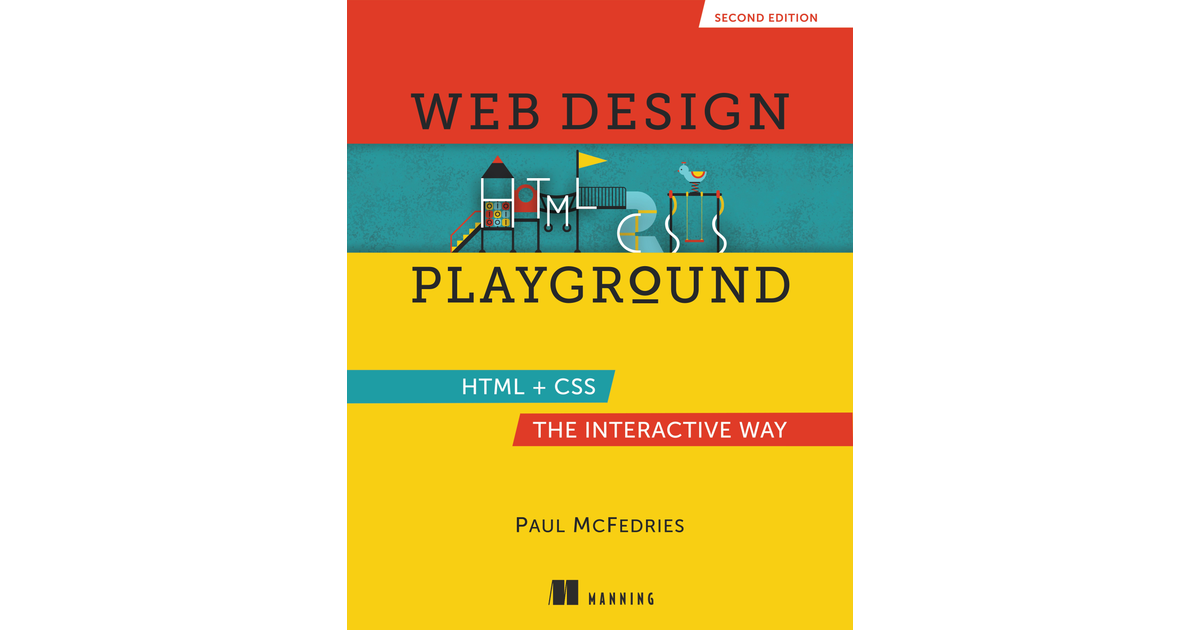 SECOND EDITION
WEB DESIGN
HTML
CSS
PLAYGROUND
HTML + CSS
THE INTERACTIVE WAY
PAUL MCFEDRIES
MANNING